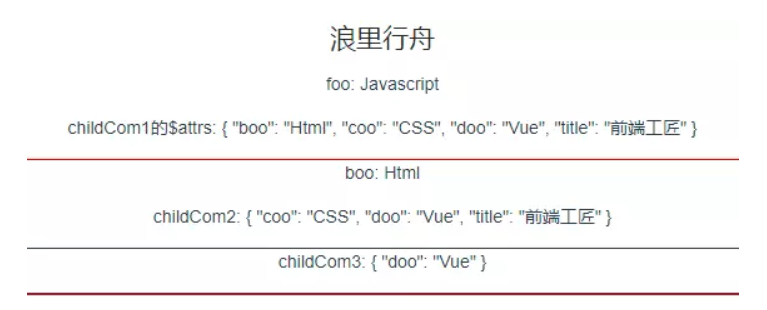 浪里行舟
foo: Javascript
childCom1的$attrs: { "boo": "Html", "coo": "CSS", "doo": "Vue", "title": "前端工匠" }
boo: Html
childCom2: { "coo": "CSS", "doo": "Vue", "title": "前端工匠" }
childCom3: { "doo": "Vue" }